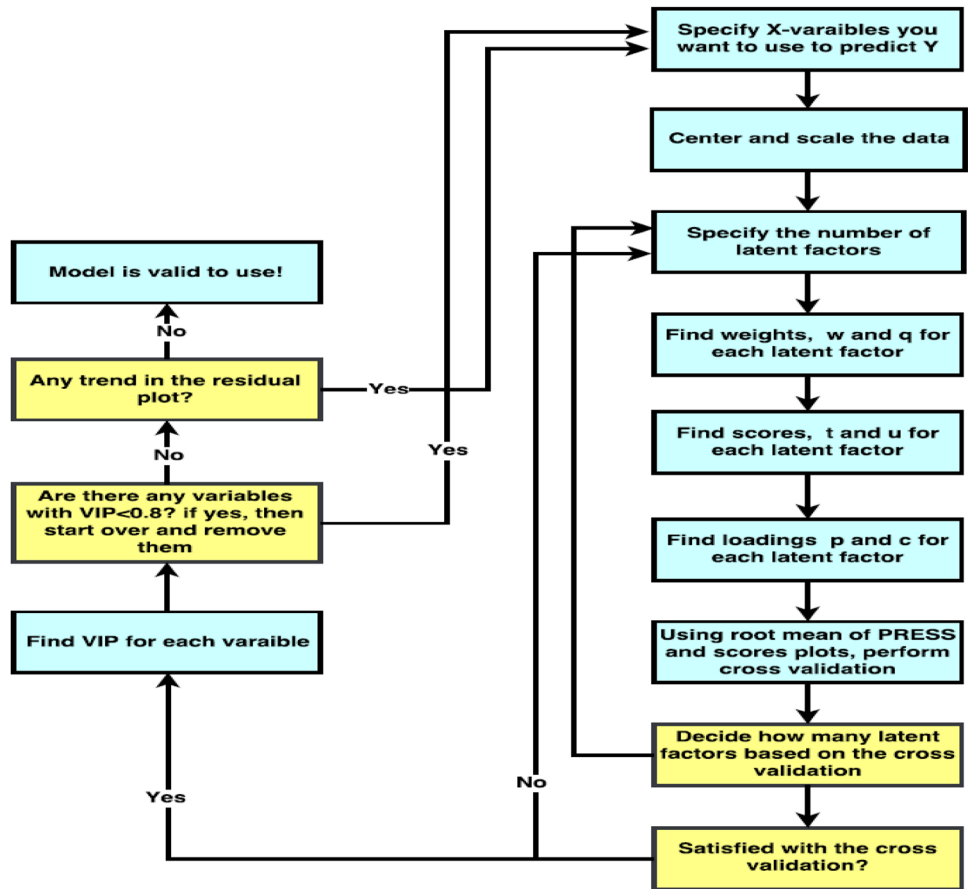 Specify X-varaibles you
want to use to predict Y
Center and scale the data
Specify the number of
latent factors
Find weights, w and q for
each latent factor
Find scores, t and u for
each latent factor
Find loadings p and c for
each latent factor
Using root mean of PRESS
and scores plots, perform
cross validation
Decide how many latent
factors based on the cross
validation
Satisfied with the cross
validation?
No
Yes
Find VIP for each varaible
Are there any variables
with VIP<0.8? if yes, then
start over and remove
them
Yes
No
Any trend in the residual
plot?
Yes
No
Model is valid to use!